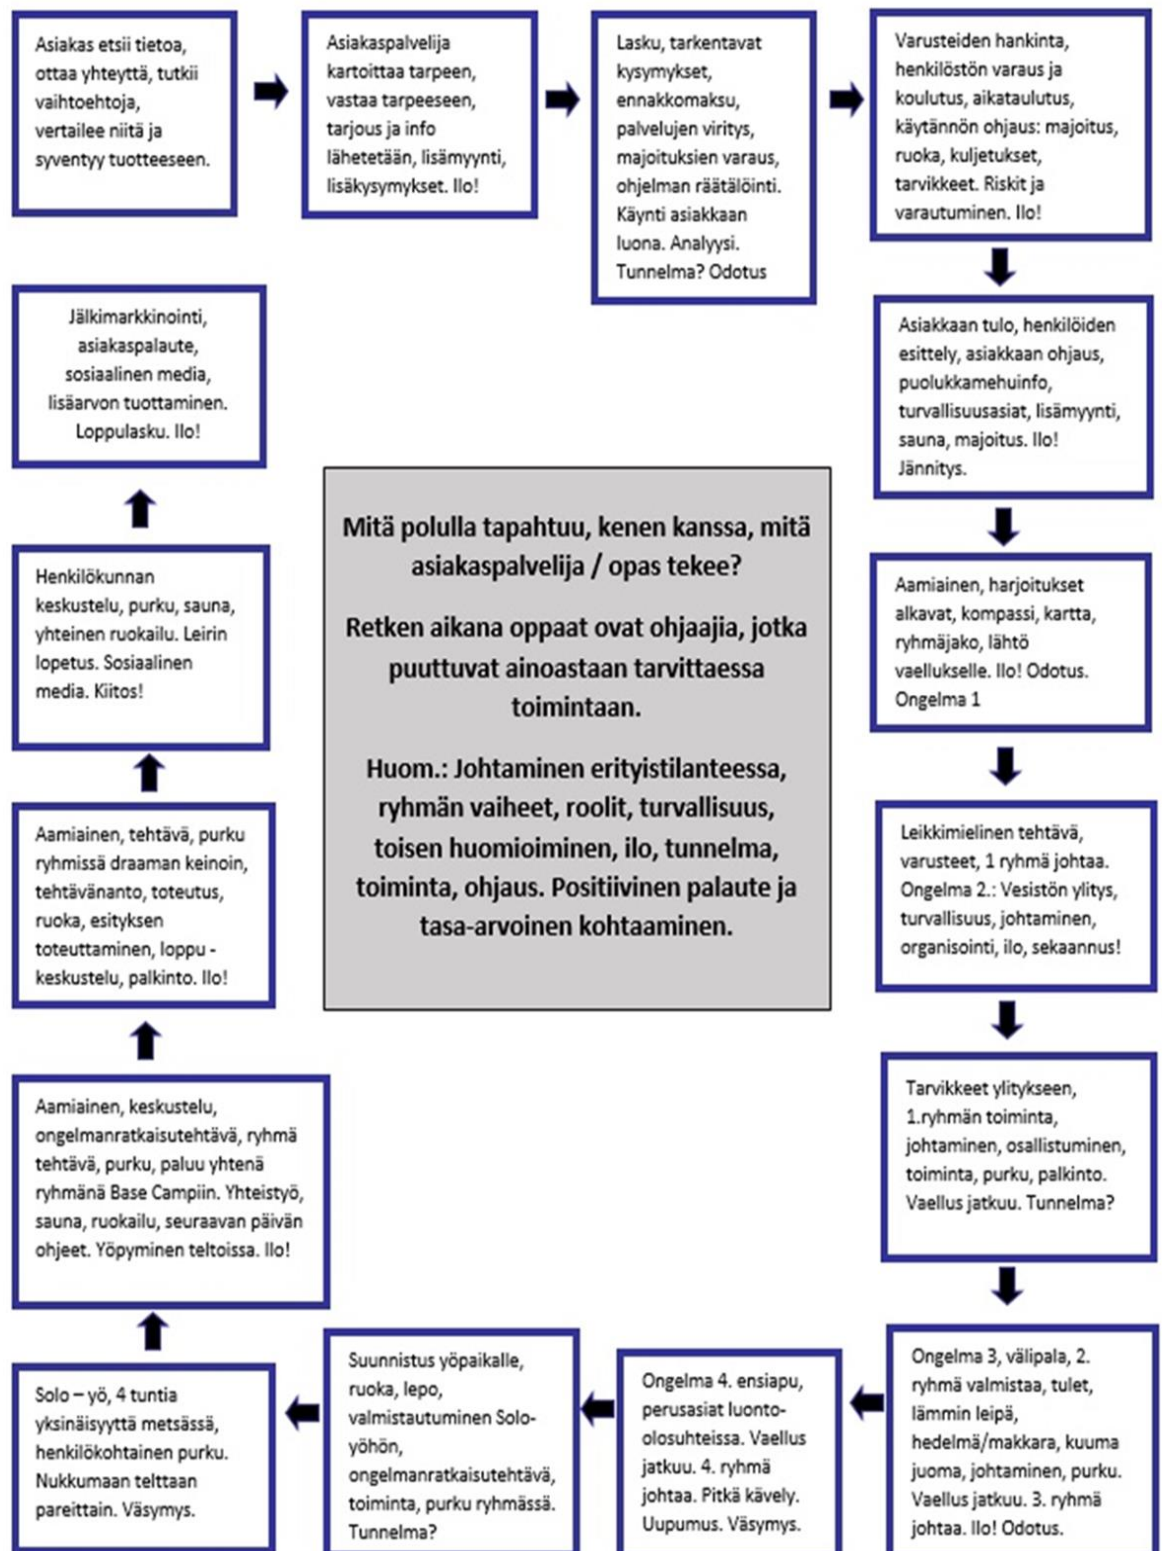 Asiakas etsii tietoa,
ottaa yhteyttä, tutkii
vaihtoehtoja,
vertailee niitä ja
syventyy tuotteeseen.
Asiakaspalvelija
kartoittaa tarpeen,
vastaa tarpeeseen,
tarjous ja info
lähetetään, lisämyynti,
lisäkysymykset. Ilo!
Lasku, tarkentavat
kysymykset,
ennakkomaksu,
palvelujen viritys,
majoituksien varaus,
ohjelman räätälöinti.
Käynti asiakkaan
luona. Analyysi.
Tunnelma? Odotus
Varusteiden hankinta,
henkilöstön varaus ja
koulutus, aikataulutus,
käytännön ohjaus: majoitus,
ruoka, kuljetukset,
tarvikkeet. Riskit ja
varautuminen. Ilo!
Asiakkaan tulo, henkilöiden
esittely, asiakkaan ohjaus,
puolukkamehuinfo,
turvallisuusasiat, lisämyynti,
sauna, majoitus. Ilo!
Jännitys.
Aamiainen, harjoitukset
alkavat, kompassi, kartta,
ryhmäjako, lähtö
vaellukselle. Ilo! Odotus.
Ongelma 1
Leikkimielinen tehtävä,
varusteet, 1 ryhmä johtaa.
Ongelma 2.: Vesistön ylitys,
turvallisuus, johtaminen,
organisointi, ilo, sekaannus!
Tarvikkeet ylitykseen,
1.ryhmän toiminta,
johtaminen, osallistuminen,
toiminta, purku, palkinto.
Vaellus jatkuu. Tunnelma?
Ongelma 3, välipala, 2.
ryhmä valmistaa, tulet,
lämmin leipä,
hedelmä/makkara, kuuma
juoma, johtaminen, purku.
Vaellus jatkuu. 3. ryhmä
johtaa. Ilo! Odotus.
Ongelma 4. ensiapu,
perusasiat luonto-
olosuhteissa. Vaellus
jatkuu. 4. ryhmä
johtaa. Pitkä kävely.
Uupumus. Väsymys.
Suunnistus yöpaikalle,
ruoka, lepo,
valmistautuminen Solo-
yöhön,
ongelmanratkaisutehtävä,
toiminta, purku ryhmässä.
Tunnelma?
Solo – yö, 4 tuntia
yksinäisyyttä metsässä,
henkilökohtainen purku.
Nukkumaan telttaan
pareittain. Väsymys.
Aamiainen, keskustelu,
ongelmanratkaisutehtävä, ryhmä
tehtävä, purku, paluu yhtenä
ryhmänä Base Campiin. Yhteistyö,
sauna, ruokailu, seuraavan päivän
ohjeet. Yöpyminen teltoissa. Ilo!
Aamiainen, tehtävä, purku
ryhmissä draaman keinoin,
tehtävänanto, toteutus,
ruoka, esityksen
toteuttaminen, loppu -
keskustelu, palkinto. Ilo!
Henkilökunnan
keskustelu, purku, sauna,
yhteinen ruokailu. Leirin
lopetus. Sosiaalinen
media. Kiitos!
Jälkimarkkinointi,
asiakaspalaute,
sosiaalinen media,
lisäarvon tuottaminen.
Loppulasku. Ilo!
Mitä polulla tapahtuu, kenen kanssa, mitä
asiakaspalvelija / opas tekee?
Retken aikana oppaat ovat ohjaajia, jotka
puuttuvat ainoastaan tarvittaessa
toimintaan.
Huom.: Johtaminen erityistilanteessa,
ryhmän vaiheet, roolit, turvallisuus,
toisen huomioiminen, ilo, tunnelma,
toiminta, ohjaus. Positiivinen palaute ja
tasa-arvoinen kohtaaminen.